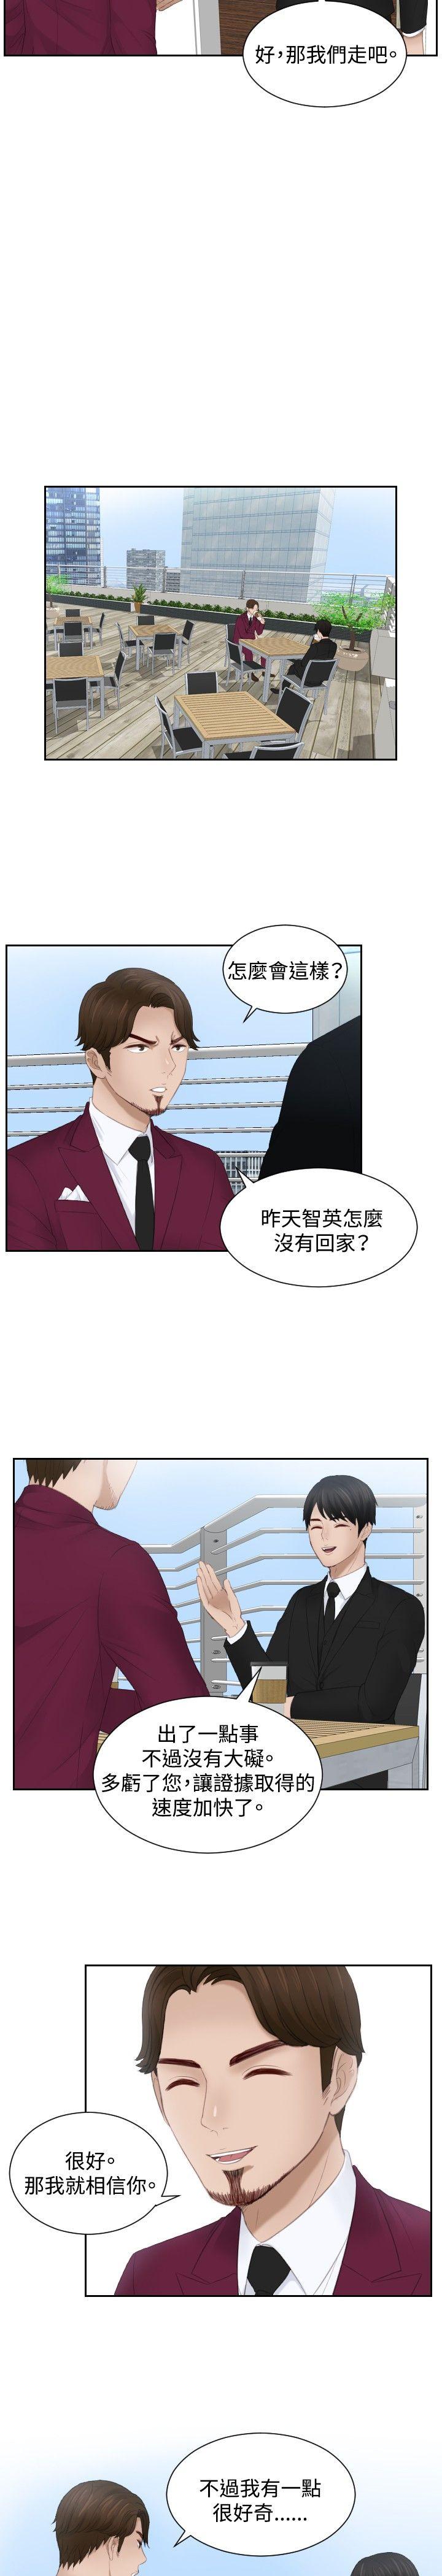 好，那我們走吧。
怎麼會這樣？
昨天智英怎麼
沒有回家？
出了一點事
不過沒有大礙。
多虧了您，讓證據取得的
速度加快了。
很好。
那我就相信你。
不過我有一點
很好奇……